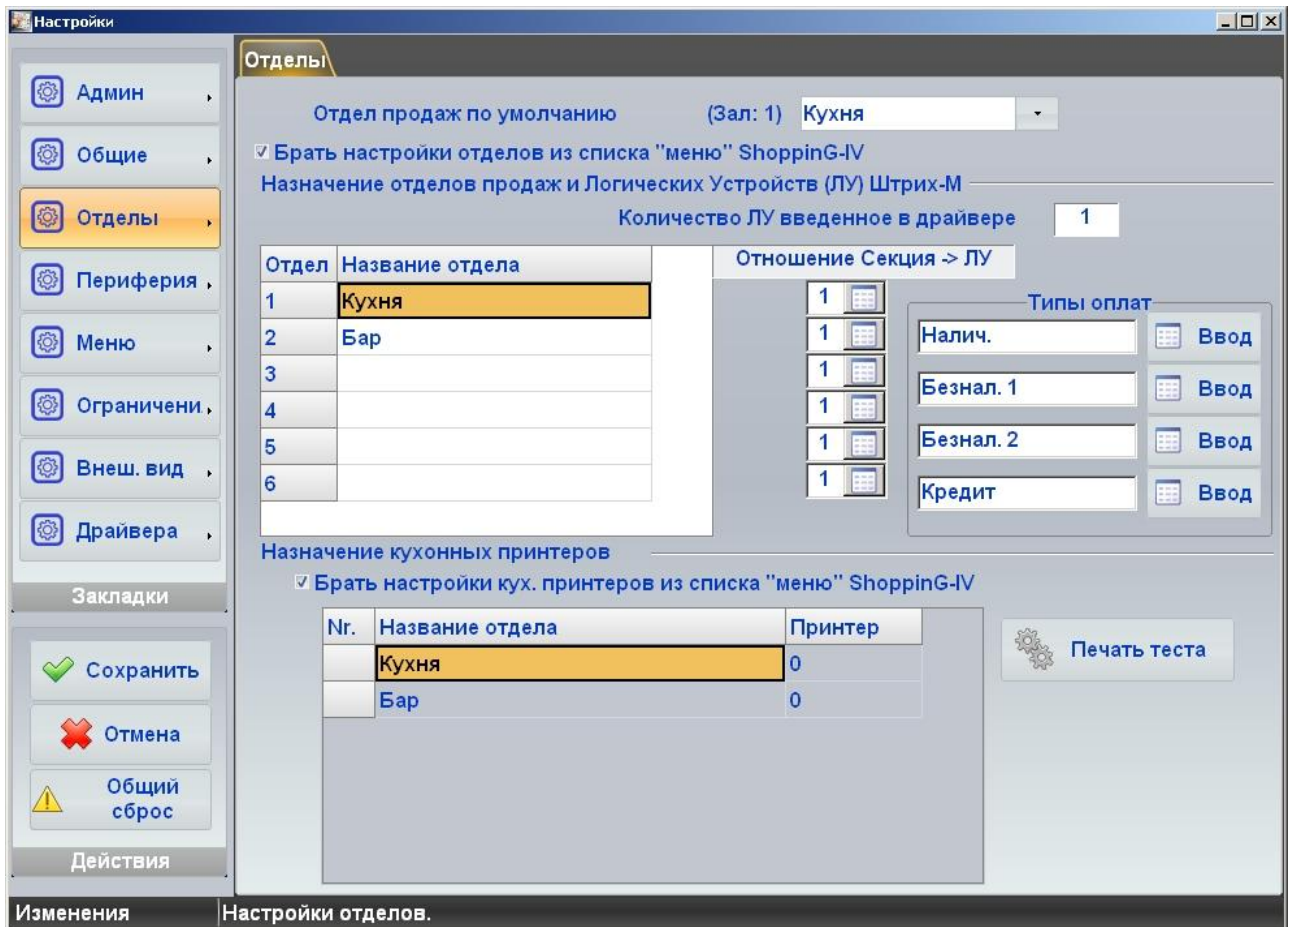 Настройки
Отделы
Админ
Общие
Отделы
Периферия
Меню
Ограничени
Внеш. вид
Драйвера
Закладки
Сохранить
Отмена
Общий
сброс
Действия
Отдел продаж по умолчанию (Зал: 1) Кухня
Брать настройки отделов из списка "меню" ShoppinG-IV
Назначение отделов продаж и Логических Устройств (ЛУ) Штрих-М
Количество ЛУ введенное в драйвере 1
Отдел Название отдела
1 Кухня
2 Бар
3
4
5
6
Отношение Секция -> ЛУ
1
1
1
1
1
1
Типы оплат
Налич. Ввод
Безнал. 1 Ввод
Безнал. 2 Ввод
Кредит Ввод
Назначение кухонных принтеров
Брать настройки кух. принтеров из списка "меню" ShoppinG-IV
Nr. Название отдела Принтер
Кухня 0
Бар 0
Печать теста
Изменения Настройки отделов.